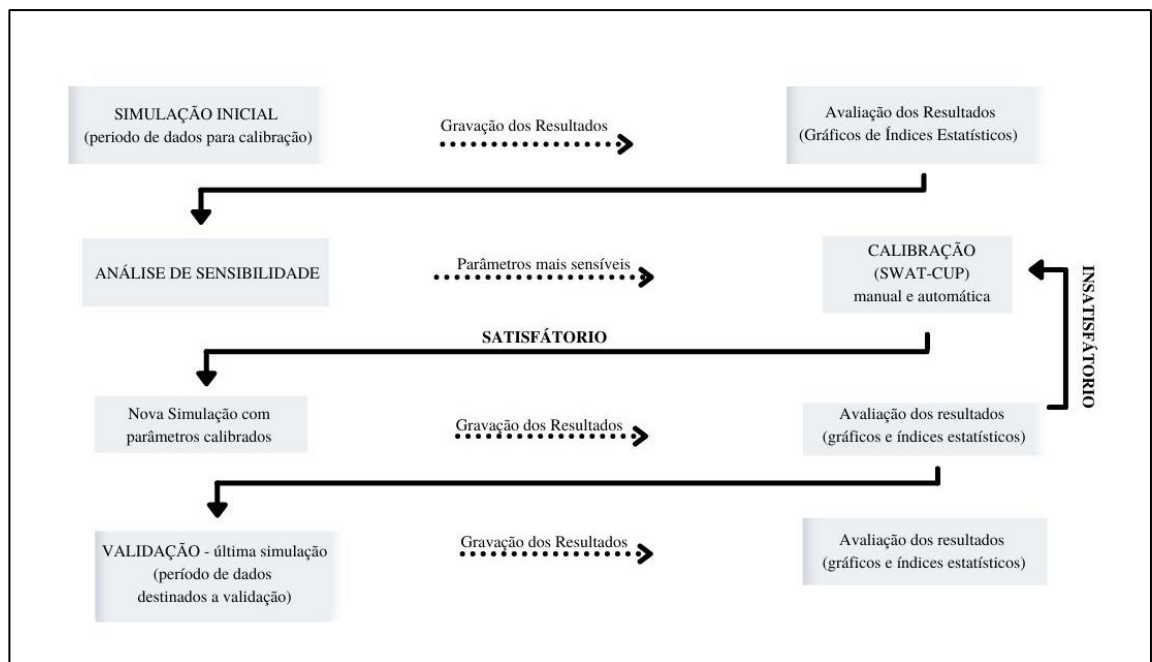 SIMULAÇÃO INICIAL
(periodo de dados para calibração)
Gravação dos Resultados
Avaliação dos Resultados
(Gráficos de Índices Estatísticos)
ANÁLISE DE SENSIBILIDADE
Parâmetros mais sensíveis
CALIBRAÇÃO
(SWAT-CUP)
manual e automática
INSATISFÁTORIO
SATISFÁTORIO
Nova Simulação com
parâmetros calibrados
Gravação dos Resultados
Avaliação dos resultados
(gráficos e índices estatísticos)
VALIDAÇÃO - última simulação
(período de dados
destinados a validação)
Gravação dos Resultados
Avaliação dos resultados
(gráficos e índices estatísticos)